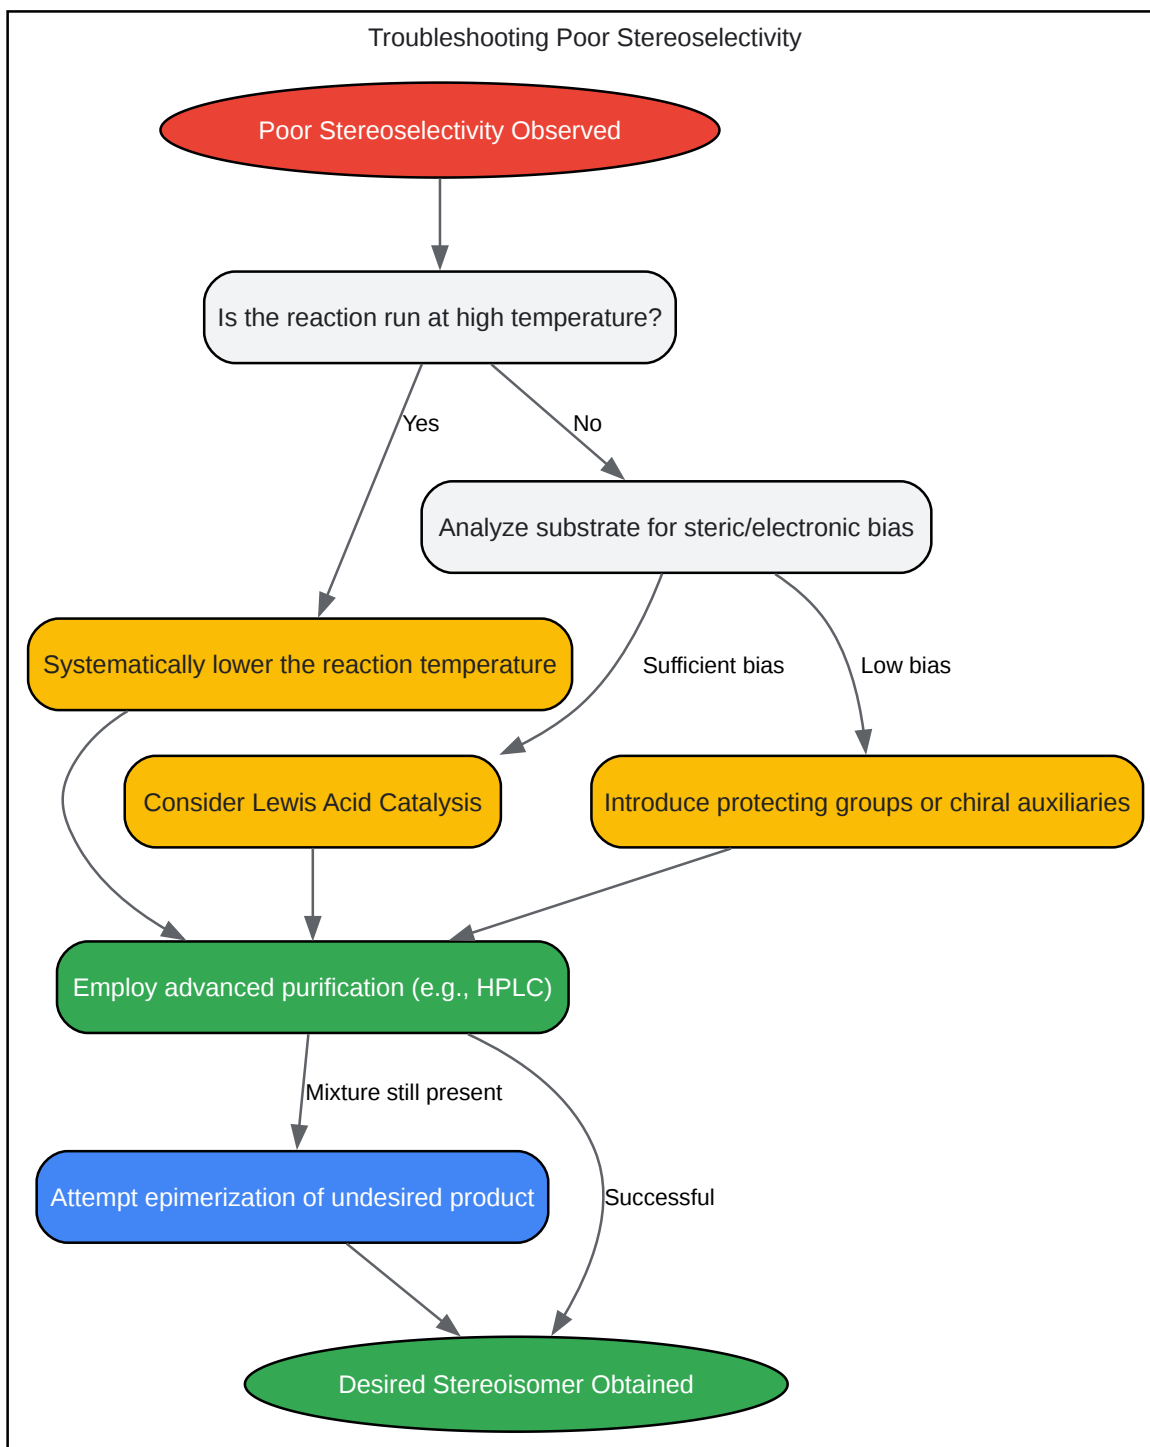 Troubleshooting Poor Stereoselectivity
Poor Stereoselectivity Observed
Is the reaction run at high temperature?
Yes
No
Analyze substrate for steric/electronic bias
Systematically lower the reaction temperature
Sufficient bias
Low bias
Consider Lewis Acid Catalysis
Introduce protecting groups or chiral auxiliaries
Employ advanced purification (e.g., HPLC)
Mixture still present
Attempt epimerization of undesired product
Successful
Desired Stereoisomer Obtained